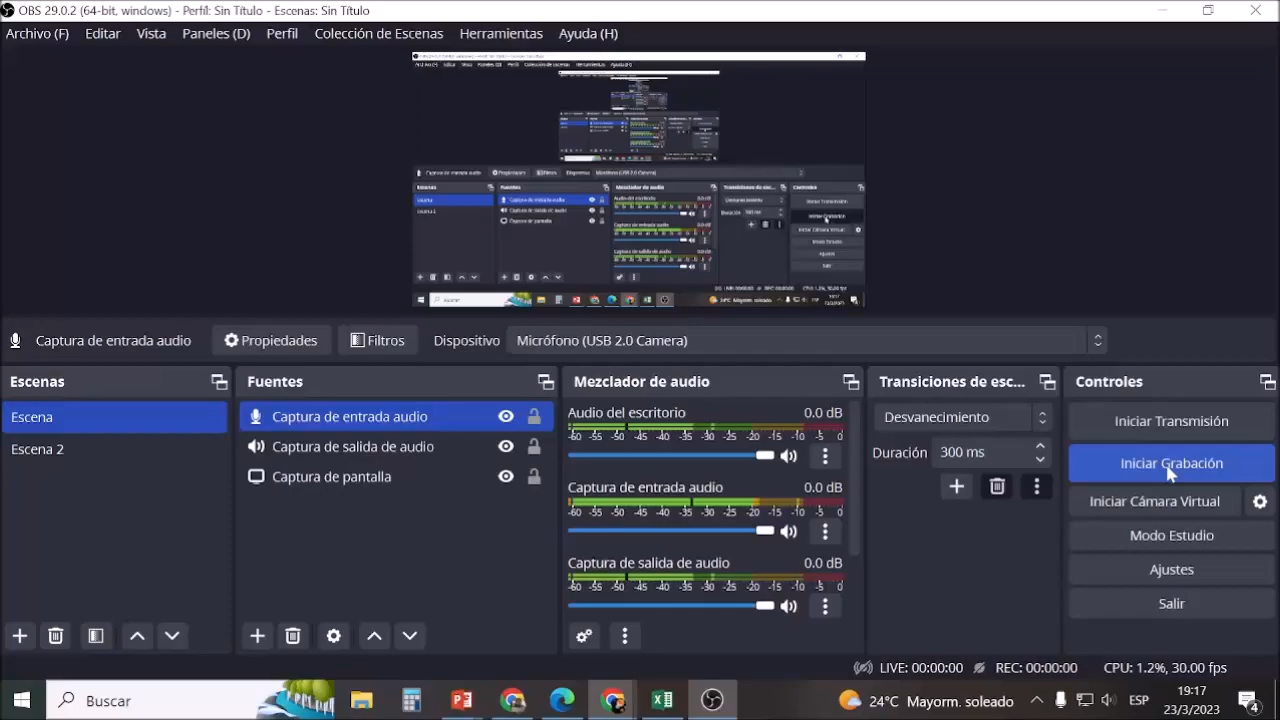 OBS 29.0.2 (64-bit, windows) - Perfil: Sin Título - Escenas: Sin Título
Archivo (F) Editar Vista Paneles (D) Perfil Colección de Escenas Herramientas Ayuda (H)
Captura de entrada audio Propiedades Filtros Dispositivo Micrófono (USB 2.0 Camera)
Escenas
Escena
Escena 2
Fuentes
Captura de entrada audio
Captura de salida de audio
Captura de pantalla
Mezclador de audio
Audio del escritorio 0.0 dB
-60 -55 -50 -45 -40 -35 -30 -25 -20 -15 -10 -5 0
Captura de entrada audio 0.0 dB
-60 -55 -50 -45 -40 -35 -30 -25 -20 -15 -10 -5 0
Captura de salida de audio 0.0 dB
-60 -55 -50 -45 -40 -35 -30 -25 -20 -15 -10 -5 0
Transiciones de esc...
Desvanecimiento
Duración 300 ms
Controles
Iniciar Transmisión
Iniciar Grabación
Iniciar Cámara Virtual
Modo Estudio
Ajustes
Salir
LIVE: 00:00:00 REC: 00:00:00 CPU: 1.2%, 30.00 fps
Buscar
24°C Mayorm. soleado
ESP
19:17
23/3/2023
4